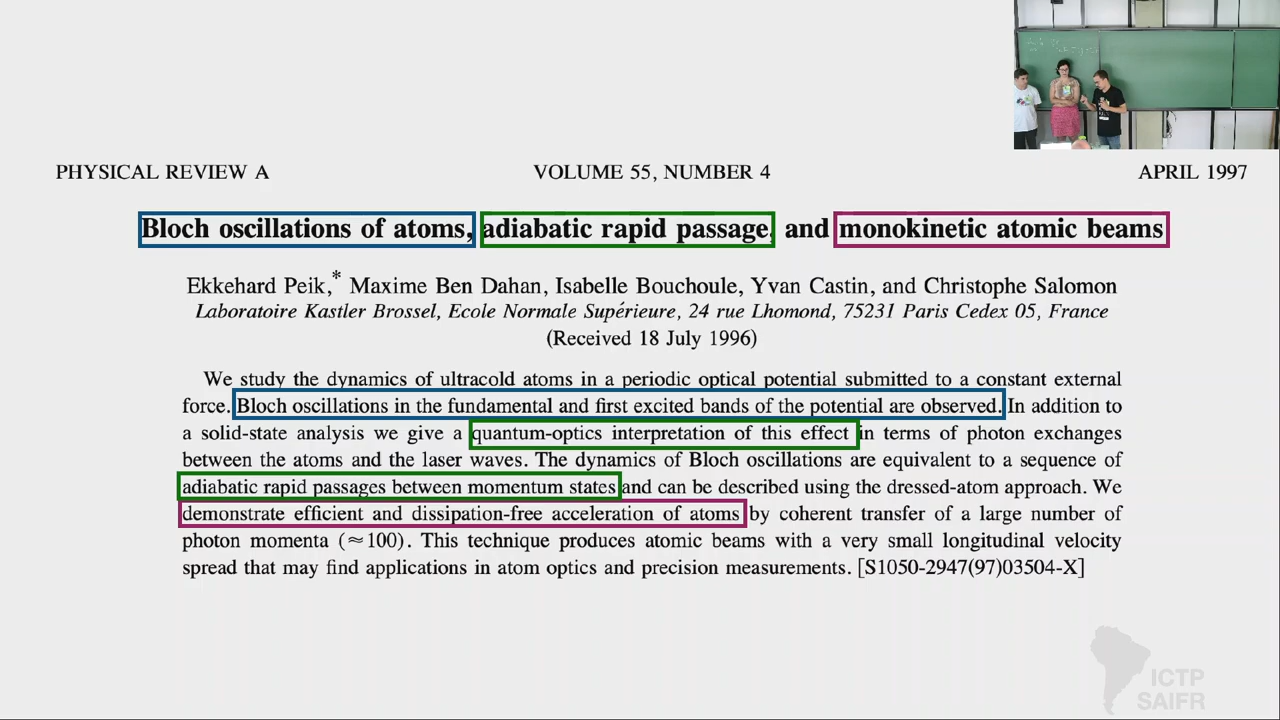 PHYSICAL REVIEW A VOLUME 55, NUMBER 4 APRIL 1997
Bloch oscillations of atoms, adiabatic rapid passage, and monokinetic atomic beams
Ekkehard Peik,* Maxime Ben Dahan, Isabelle Bouchoule, Yvan Castin, and Christophe Salomon
Laboratoire Kastler Brossel, Ecole Normale Supérieure, 24 rue Lhomond, 75231 Paris Cedex 05, France
(Received 18 July 1996)
We study the dynamics of ultracold atoms in a periodic optical potential submitted to a constant external
force. Bloch oscillations in the fundamental and first excited bands of the potential are observed. In addition to
a solid-state analysis we give a quantum-optics interpretation of this effect in terms of photon exchanges
between the atoms and the laser waves. The dynamics of Bloch oscillations are equivalent to a sequence of
adiabatic rapid passages between momentum states and can be described using the dressed-atom approach. We
demonstrate efficient and dissipation-free acceleration of atoms by coherent transfer of a large number of
photon momenta (≈100). This technique produces atomic beams with a very small longitudinal velocity
spread that may find applications in atom optics and precision measurements. [S1050-2947(97)03504-X]
ICTP
SAIFR